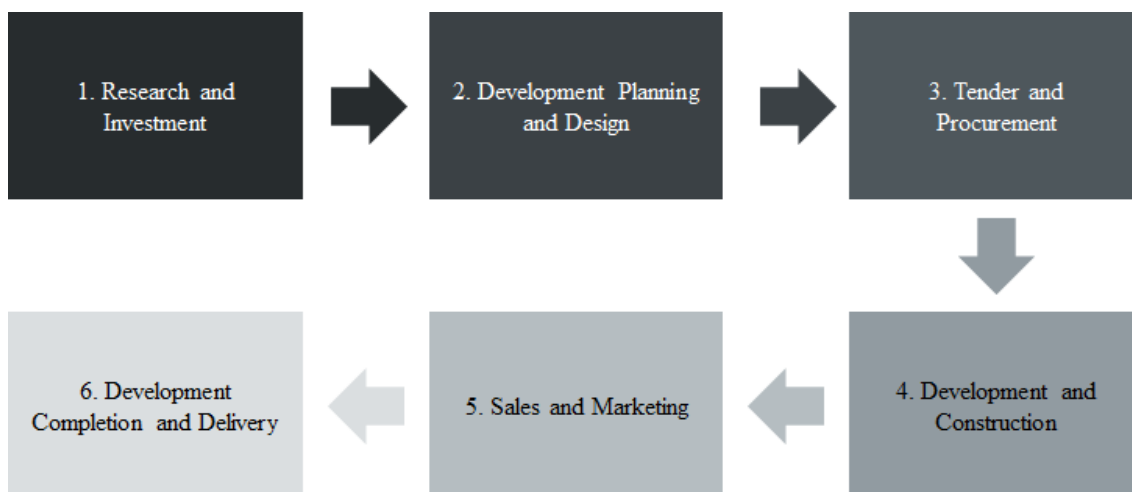 1. Research and
Investment
2. Development Planning
and Design
3. Tender and
Procurement
4. Development and
Construction
5. Sales and Marketing
6. Development
Completion and Delivery